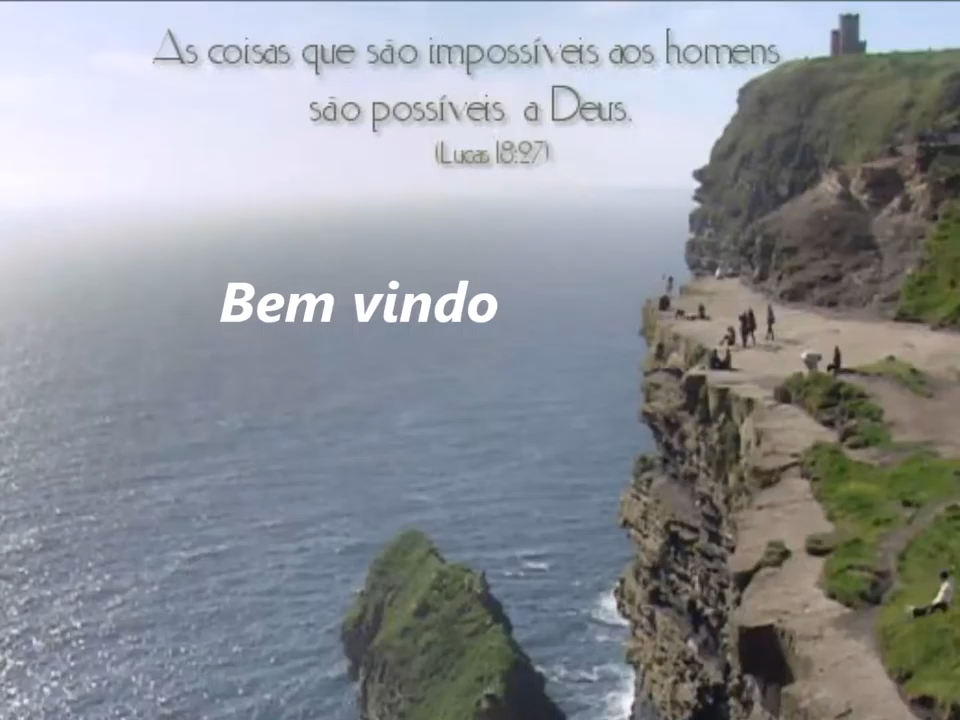 As coisas que são impossíveis aos homens
são possíveis a Deus.
(Lucas 18:27)
Bem vindo